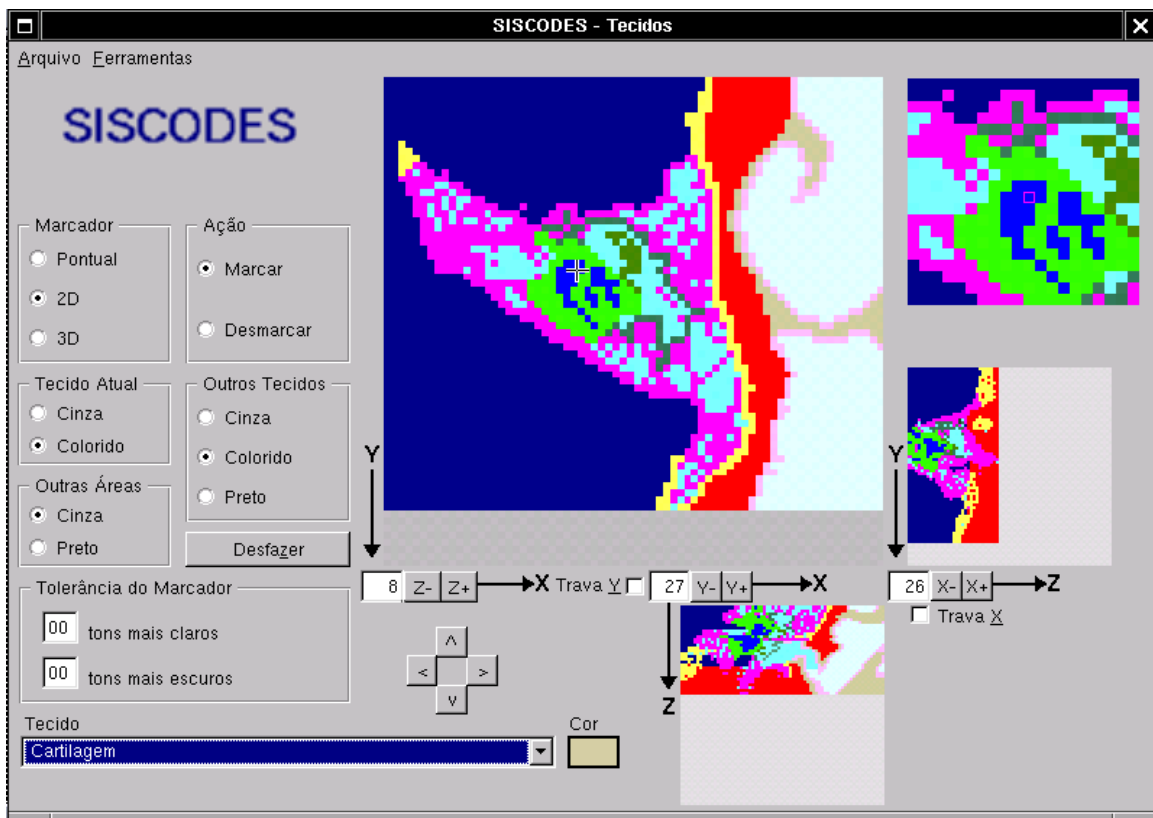 SISCODES - Tecidos
Arquivo Ferramentas
SISCODES
Marcador
Pontual
2D
3D
Ação
Marcar
Desmarcar
Tecido Atual
Cinza
Colorido
Outros Tecidos
Cinza
Colorido
Preto
Outras Áreas
Cinza
Preto
Desfazer
Tolerância do Marcador
00 tons mais claros
00 tons mais escuros
Tecido
Cartilagem
Cor
Y
8 Z- Z+ X
Trava Y
27 Y- Y+ X
Z
Y
26 X- X+ Z
Trava X
^
< >
v